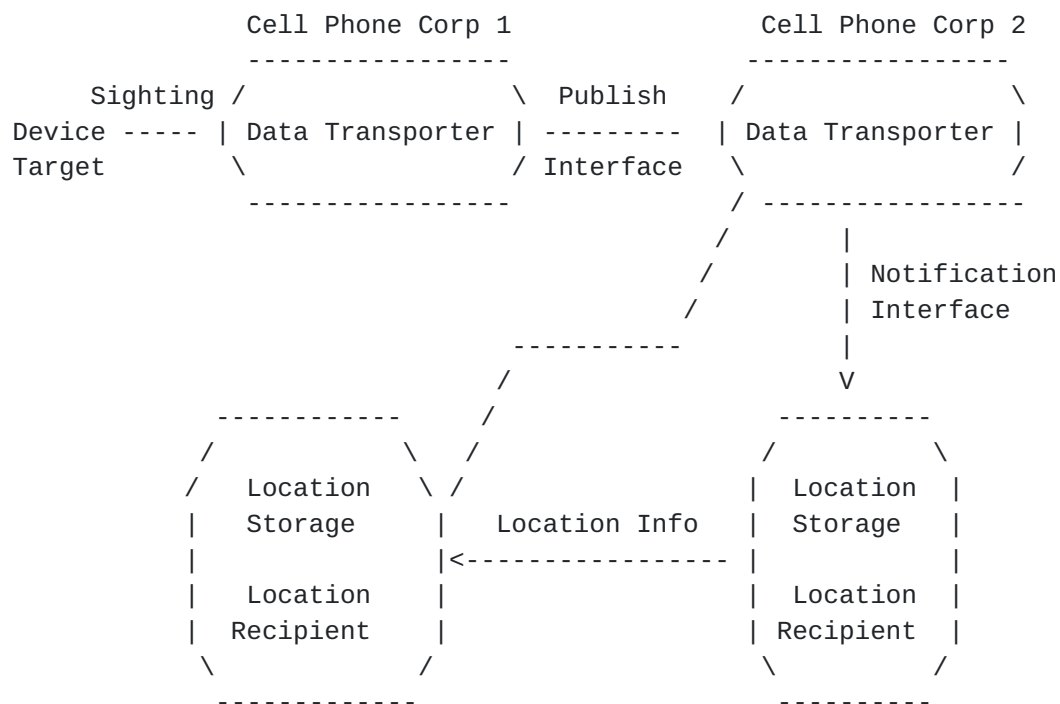 Cell Phone Corp 1 Cell Phone Corp 2
Sighting Publish
Device Data Transporter Data Transporter
Target Interface
Notification
Interface
Location Location
Storage Location Info Storage
Location Location
Recipient Recipient